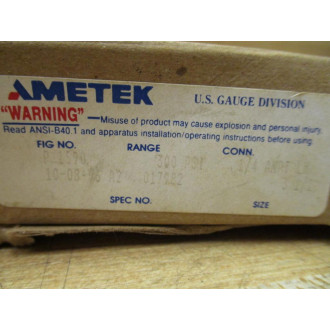 AMETEK
U.S. GAUGE DIVISION
"WARNING" —Misuse of product may cause explosion and personal injury.
Read ANSI-B40.1 and apparatus installation/operating instructions before using
FIG NO. RANGE CONN.
SPEC NO. SIZE